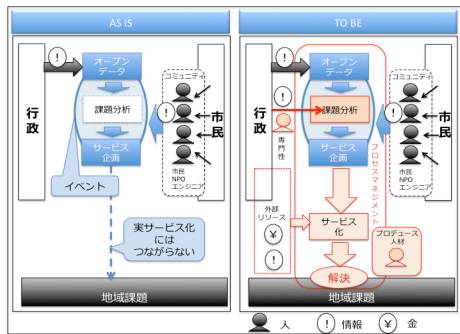 AS IS
!
オープン
データ
コミュニティ
行政
課題分析
!
市民
サービス
企画
イベント
市民
NPO
エンジニア
実サービス化
には
つながらない
地域課題
TO BE
!
オープン
データ
コミュニティ
行政
!
課題分析
!
市民
専門性
サービス
企画
プロセスマネジメント
市民
NPO
エンジニア
外部
リソース
¥
!
サービス
化
プロデュース
人材
解決
地域課題
人
! 情報
¥ 金